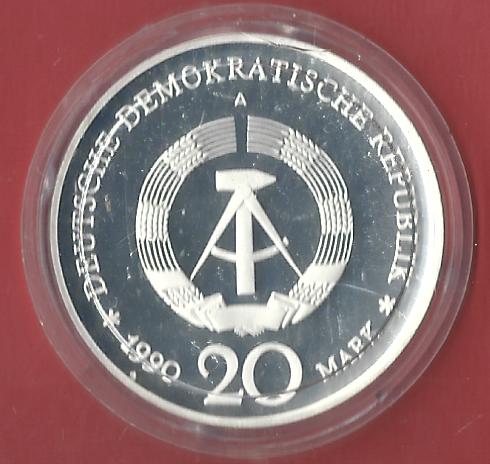 * DEUTSCHE DEMOKRATISCHE REPUBLIK *
A
1990 20 MARK